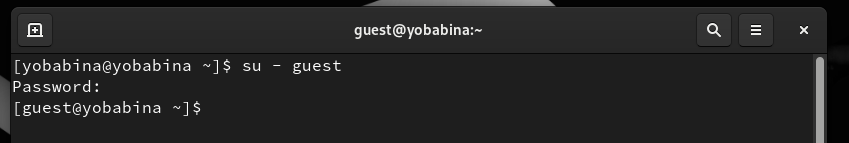 guest@yobabina:~
[yobabina@yobabina ~]$ su - guest
Password:
[guest@yobabina ~]$